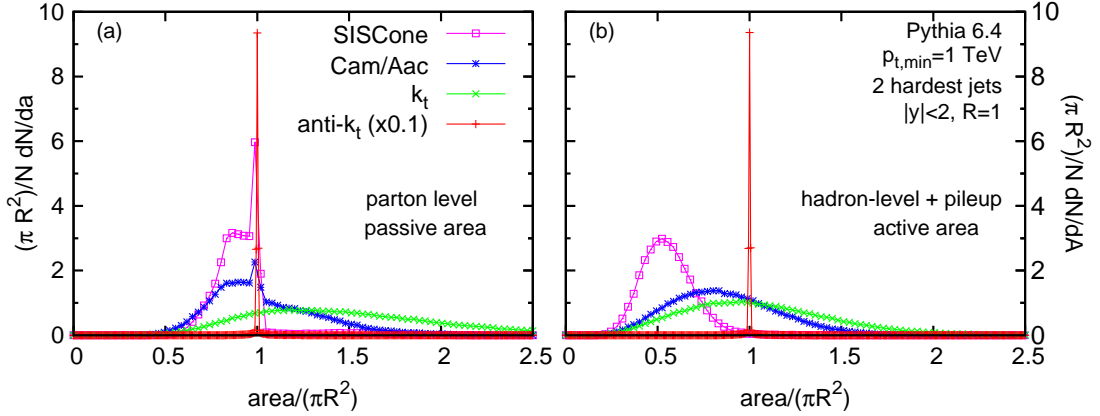 (a)
SISCone
Cam/Aac
k_t
anti-k_t (x0.1)
parton level
passive area
(π R²)/N dN/da
0
2
4
6
8
10
0
0.5
1
1.5
2
2.5
area/(πR²)
(b)
Pythia 6.4
p_{t,min}=1 TeV
2 hardest jets
|y|<2, R=1
hadron-level + pileup
active area
(π R²)/N dN/dA
0
2
4
6
8
10
0
0.5
1
1.5
2
2.5
area/(πR²)